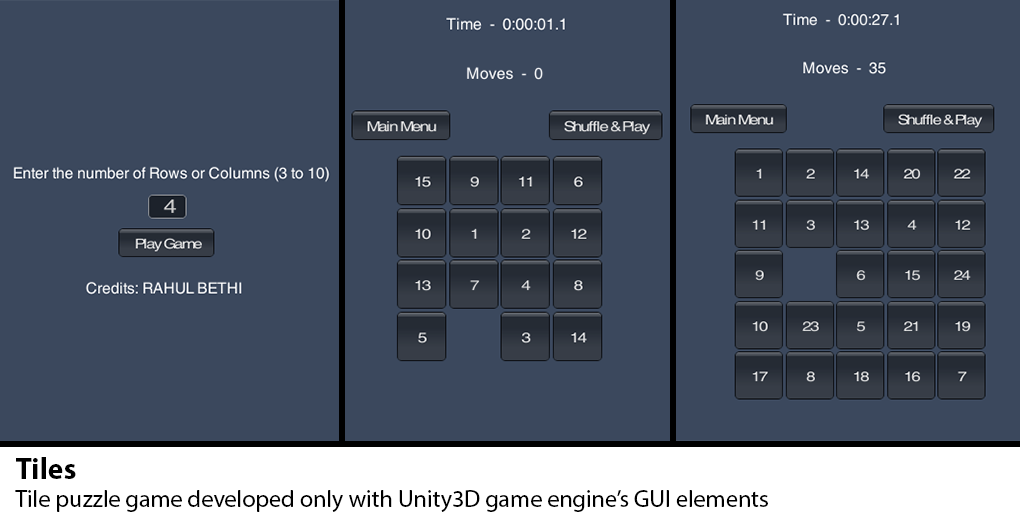 Enter the number of Rows or Columns (3 to 10)
4
Play Game
Credits: RAHUL BETHI
Time - 0:00:01.1
Moves - 0
Main Menu Shuffle & Play
15 9 11 6
10 1 2 12
13 7 4 8
5 3 14
Time - 0:00:27.1
Moves - 35
Main Menu Shuffle & Play
1 2 14 20 22
11 3 13 4 12
9 6 15 24
10 23 5 21 19
17 8 18 16 7
Tiles
Tile puzzle game developed only with Unity3D game engine’s GUI elements